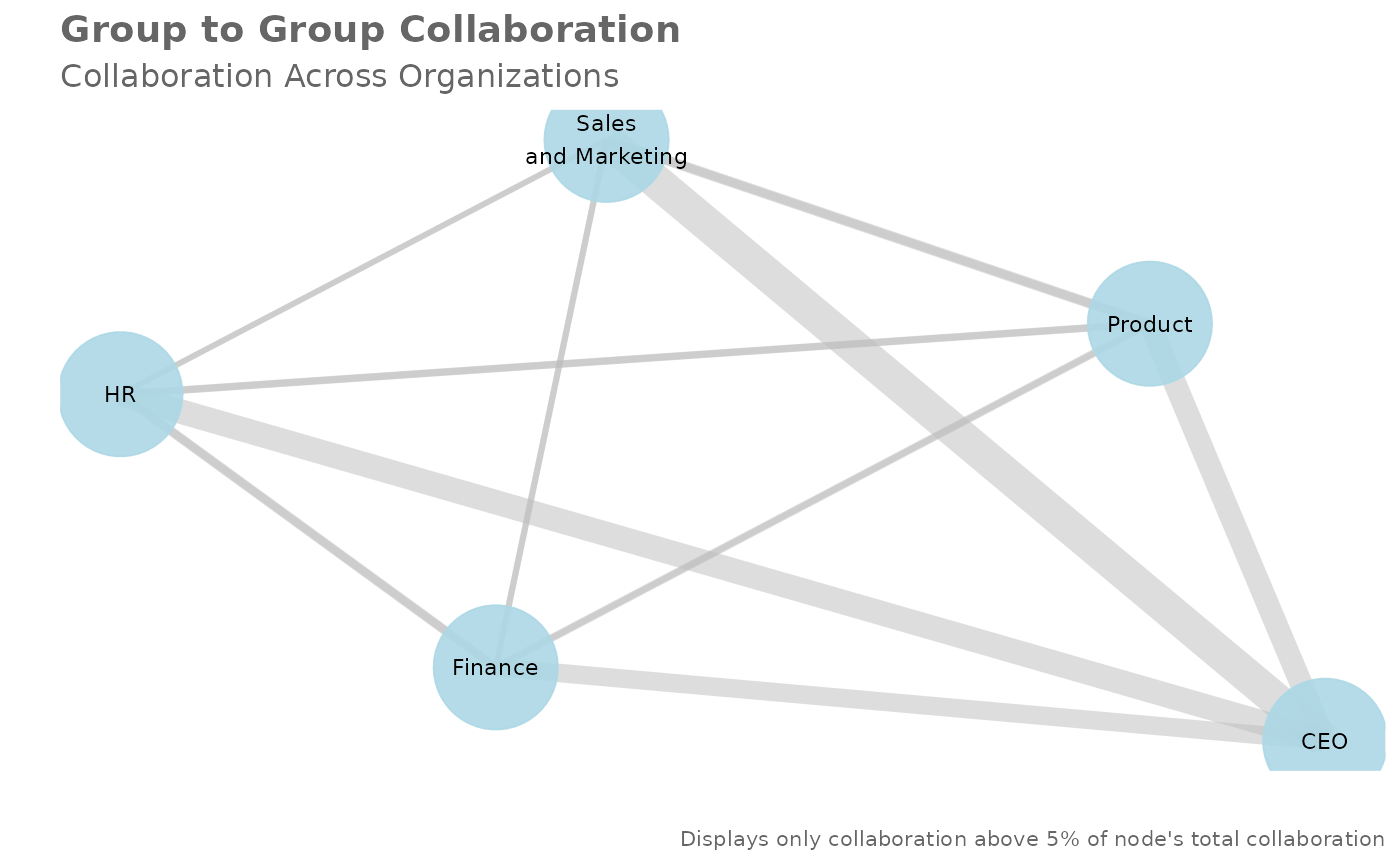 Group to Group Collaboration
Collaboration Across Organizations
Sales
and Marketing
Product
HR
Finance
CEO
Displays only collaboration above 5% of node's total collaboration